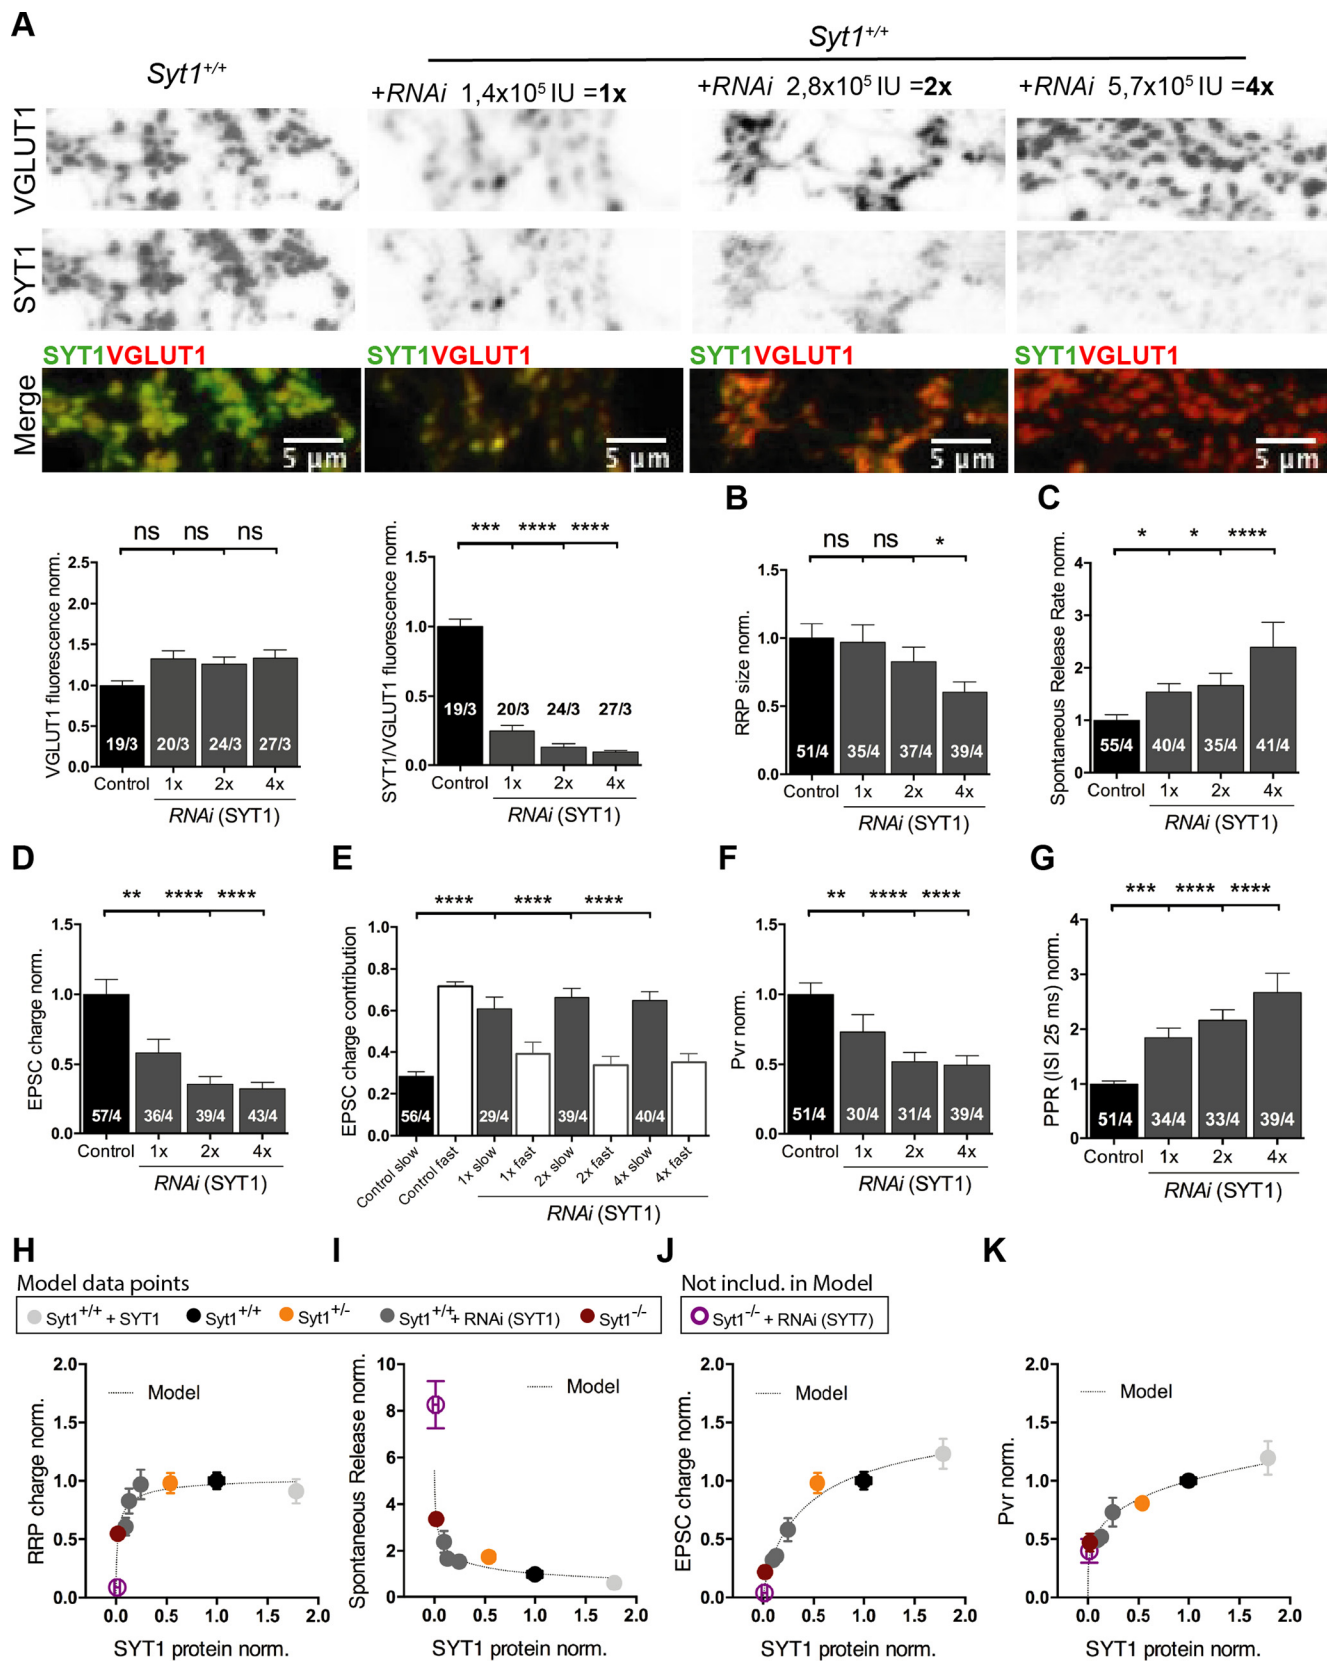 A
Syt1+/+
Syt1+/+
+RNAi 1,4x10⁵ IU =1x
+RNAi 2,8x10⁵ IU =2x
+RNAi 5,7x10⁵ IU =4x
VGLUT1
SYT1
SYT1VGLUT1 SYT1VGLUT1 SYT1VGLUT1 SYT1VGLUT1
Merge
5 µm 5 µm 5 µm 5 µm
ns ns ns
VGLUT1 fluorescence norm.
2.5
2.0
1.5
1.0
0.5
0.0
19/3 20/3 24/3 27/3
Control 1x 2x 4x
RNAi (SYT1)
*** **** ****
SYT1/VGLUT1 fluorescence norm.
1.5
1.0
0.5
0.0
19/3 20/3 24/3 27/3
Control 1x 2x 4x
RNAi (SYT1)
B
ns ns *
RRP size norm.
1.5
1.0
0.5
0.0
51/4 35/4 37/4 39/4
Control 1x 2x 4x
RNAi (SYT1)
C
* * ****
Spontaneous Release Rate norm.
4
3
2
1
0
55/4 40/4 35/4 41/4
Control 1x 2x 4x
RNAi (SYT1)
D
** **** ****
EPSC charge norm.
1.5
1.0
0.5
0.0
57/4 36/4 39/4 43/4
Control 1x 2x 4x
RNAi (SYT1)
E
**** **** ****
EPSC charge contribution
1.0
0.8
0.6
0.4
0.2
0.0
56/4 29/4 39/4 40/4
Control slow Control fast 1x slow 1x fast 2x slow 2x fast 4x slow 4x fast
RNAi (SYT1)
F
** **** ****
Pvr norm.
1.5
1.0
0.5
0.0
51/4 30/4 31/4 39/4
Control 1x 2x 4x
RNAi (SYT1)
G
*** **** ****
PPR (ISI 25 ms) norm.
4
3
2
1
0
51/4 34/4 33/4 39/4
Control 1x 2x 4x
RNAi (SYT1)
H I J K
Model data points
Syt1+/+ + SYT1 Syt1+/+ Syt1+/- Syt1+/+ + RNAi (SYT1) Syt1-/-
Not includ. in Model
Syt1-/- + RNAi (SYT7)
RRP charge norm.
2.0
1.5
1.0
0.5
0.0
Model
0.0 0.5 1.0 1.5 2.0
SYT1 protein norm.
Spontaneous Release norm.
10
8
6
4
2
0
Model
0.0 0.5 1.0 1.5 2.0
SYT1 protein norm.
EPSC charge norm.
2.0
1.5
1.0
0.5
0.0
Model
0.0 0.5 1.0 1.5 2.0
SYT1 protein norm.
Pvr norm.
2.0
1.5
1.0
0.5
0.0
Model
0.0 0.5 1.0 1.5 2.0
SYT1 protein norm.